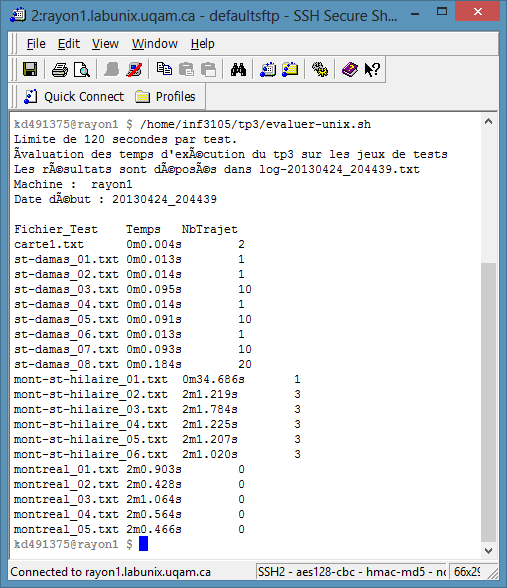 2:rayon1.labunix.uqam.ca - defaultsftp - SSH Secure Sh...
File Edit View Window Help
Quick Connect Profiles
kd491375@rayon1 $ /home/inf3105/tp3/evaluer-unix.sh
Limite de 120 secondes par test.
Ãvaluation des temps d'exÃ©cution du tp3 sur les jeux de tests
Les rÃ©sultats sont dÃ©posÃ©s dans log-20130424_204439.txt
Machine :  rayon1
Date dÃ©but : 20130424_204439
Fichier_Test    Temps   NbTrajet
carte1.txt      0m0.004s        2
st-damas_01.txt 0m0.013s        1
st-damas_02.txt 0m0.014s        1
st-damas_03.txt 0m0.095s        10
st-damas_04.txt 0m0.014s        1
st-damas_05.txt 0m0.091s        10
st-damas_06.txt 0m0.013s        1
st-damas_07.txt 0m0.093s        10
st-damas_08.txt 0m0.184s        20
mont-st-hilaire_01.txt  0m34.686s       1
mont-st-hilaire_02.txt  2m1.219s        3
mont-st-hilaire_03.txt  2m1.784s        3
mont-st-hilaire_04.txt  2m1.225s        3
mont-st-hilaire_05.txt  2m1.207s        3
mont-st-hilaire_06.txt  2m1.020s        3
montreal_01.txt 2m0.903s        0
montreal_02.txt 2m0.428s        0
montreal_03.txt 2m1.064s        0
montreal_04.txt 2m0.564s        0
montreal_05.txt 2m0.466s        0
kd491375@rayon1 $
Connected to rayon1.labunix.uqam.ca SSH2 - aes128-cbc - hmac-md5 - nc 66x29